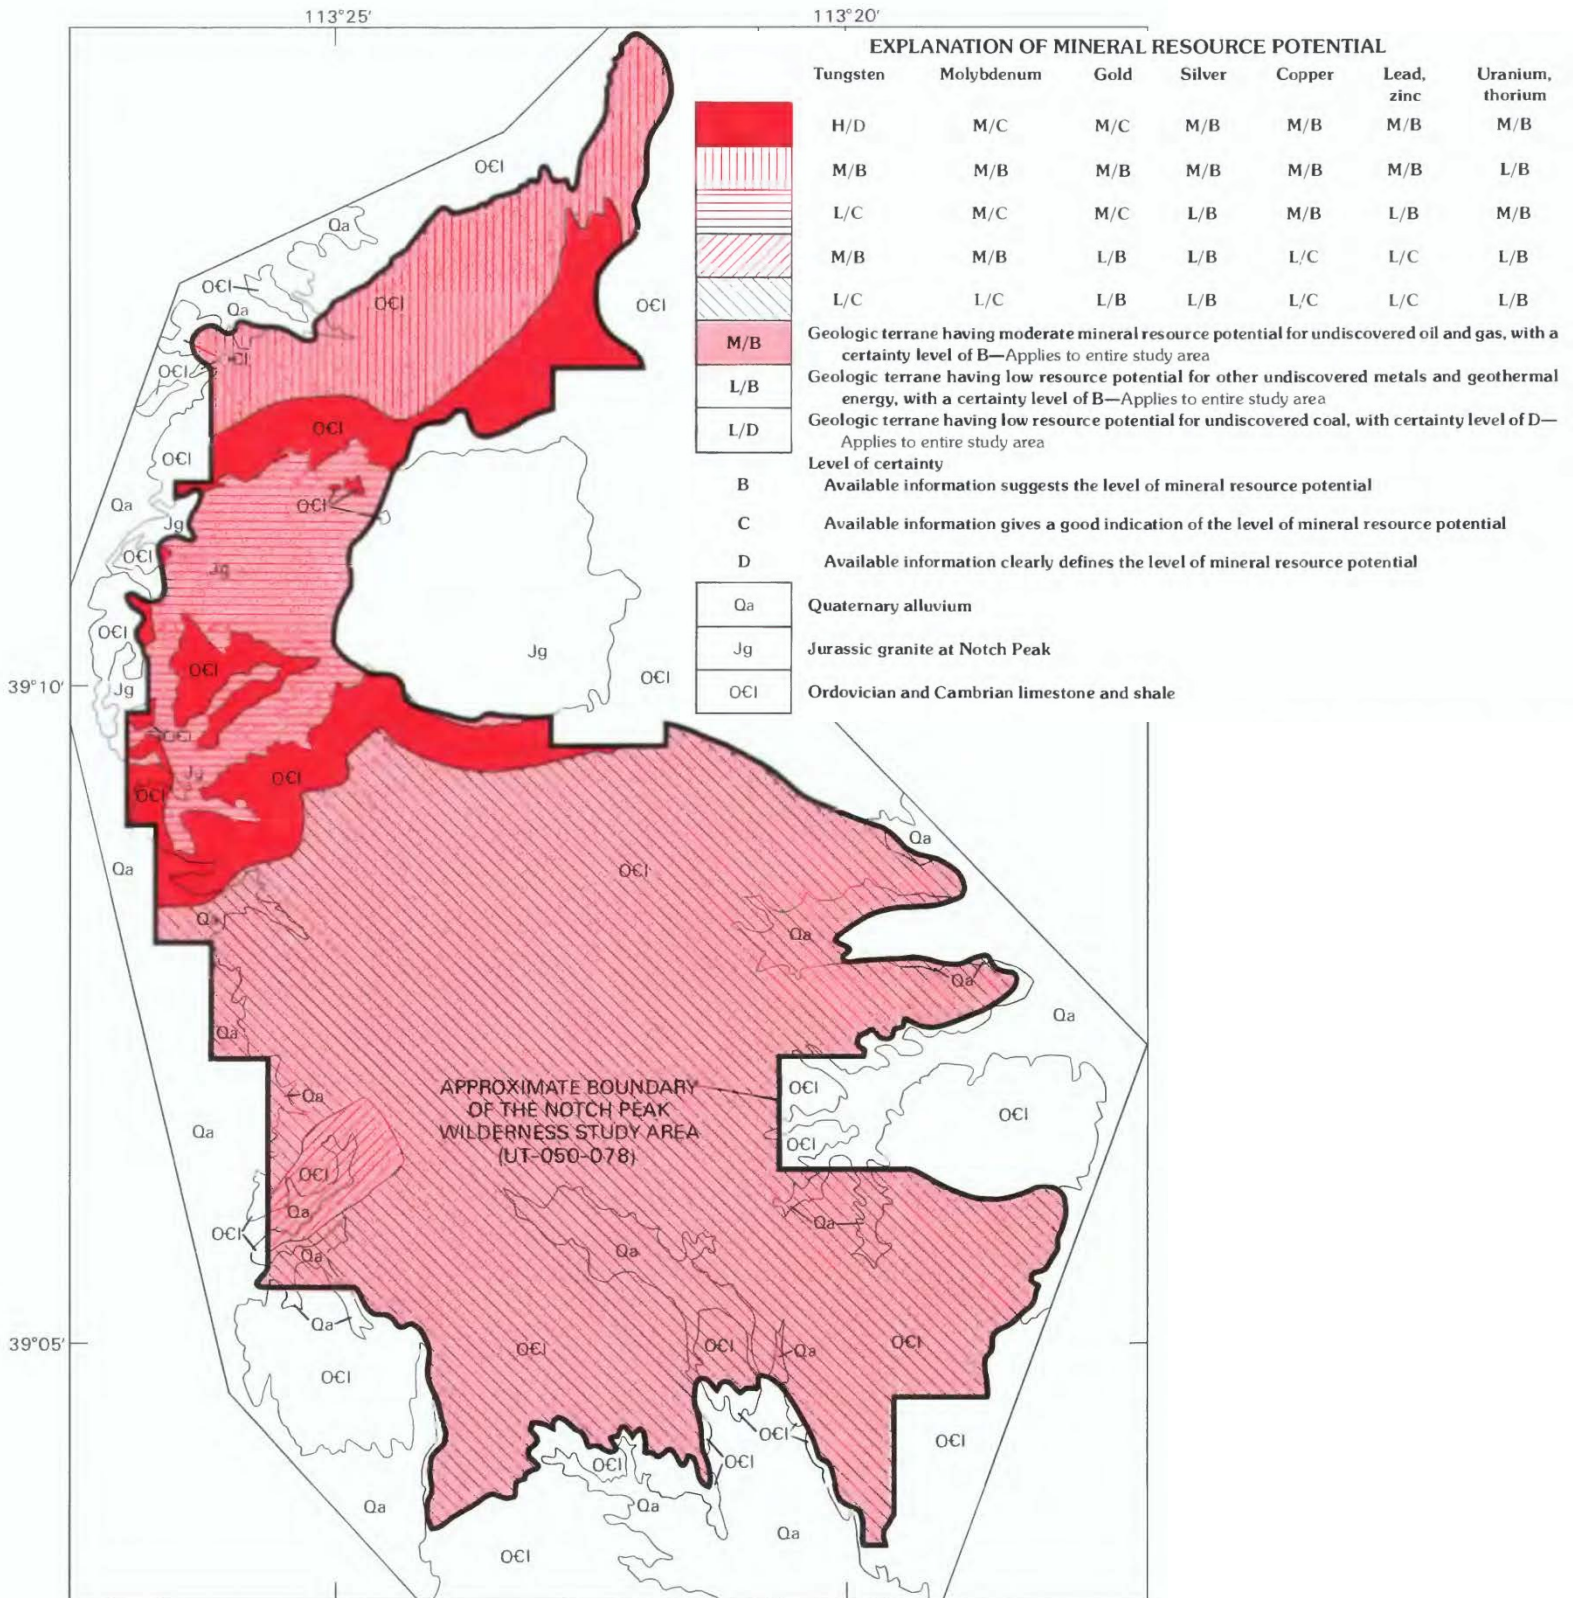 113°25'
113°20'
EXPLANATION OF MINERAL RESOURCE POTENTIAL
Tungsten Molybdenum Gold Silver Copper Lead, zinc Uranium, thorium
H/D M/C M/C M/B M/B M/B M/B
M/B M/B M/B M/B M/B M/B L/B
L/C M/C M/C L/B M/B L/B M/B
M/B M/B L/B L/B L/C L/C L/B
L/C L/C L/B L/B L/C L/C L/B
M/B Geologic terrane having moderate mineral resource potential for undiscovered oil and gas, with a
certainty level of B—Applies to entire study area
L/B Geologic terrane having low resource potential for other undiscovered metals and geothermal
energy, with a certainty level of B—Applies to entire study area
L/D Geologic terrane having low resource potential for undiscovered coal, with certainty level of D—
Applies to entire study area
Level of certainty
B Available information suggests the level of mineral resource potential
C Available information gives a good indication of the level of mineral resource potential
D Available information clearly defines the level of mineral resource potential
Qa Quaternary alluvium
Jg Jurassic granite at Notch Peak
O€l Ordovician and Cambrian limestone and shale
O€l
Qa
O€l
Qa
O€l
O€l
O€l
O€l
O€l
Qa
O€l
Jg
O€l
Jg
O€l
Jg
O€l
O€l
Jg
39°10'
O€l
Jg
O€l
O€l
Qa
Qa
O€l
Qa
Qa
Qa
Qa
Qa
O€l
O€l
O€l
APPROXIMATE BOUNDARY
OF THE NOTCH PEAK
WILDERNESS STUDY AREA
(UT-050-078)
Qa
O€l
Qa
O€l
Qa
Qa
Qa
Qa
39°05'
O€l
O€l
O€l
Qa
O€l
O€l
O€l
O€l
O€l
O€l
Qa
Qa
Qa
O€l